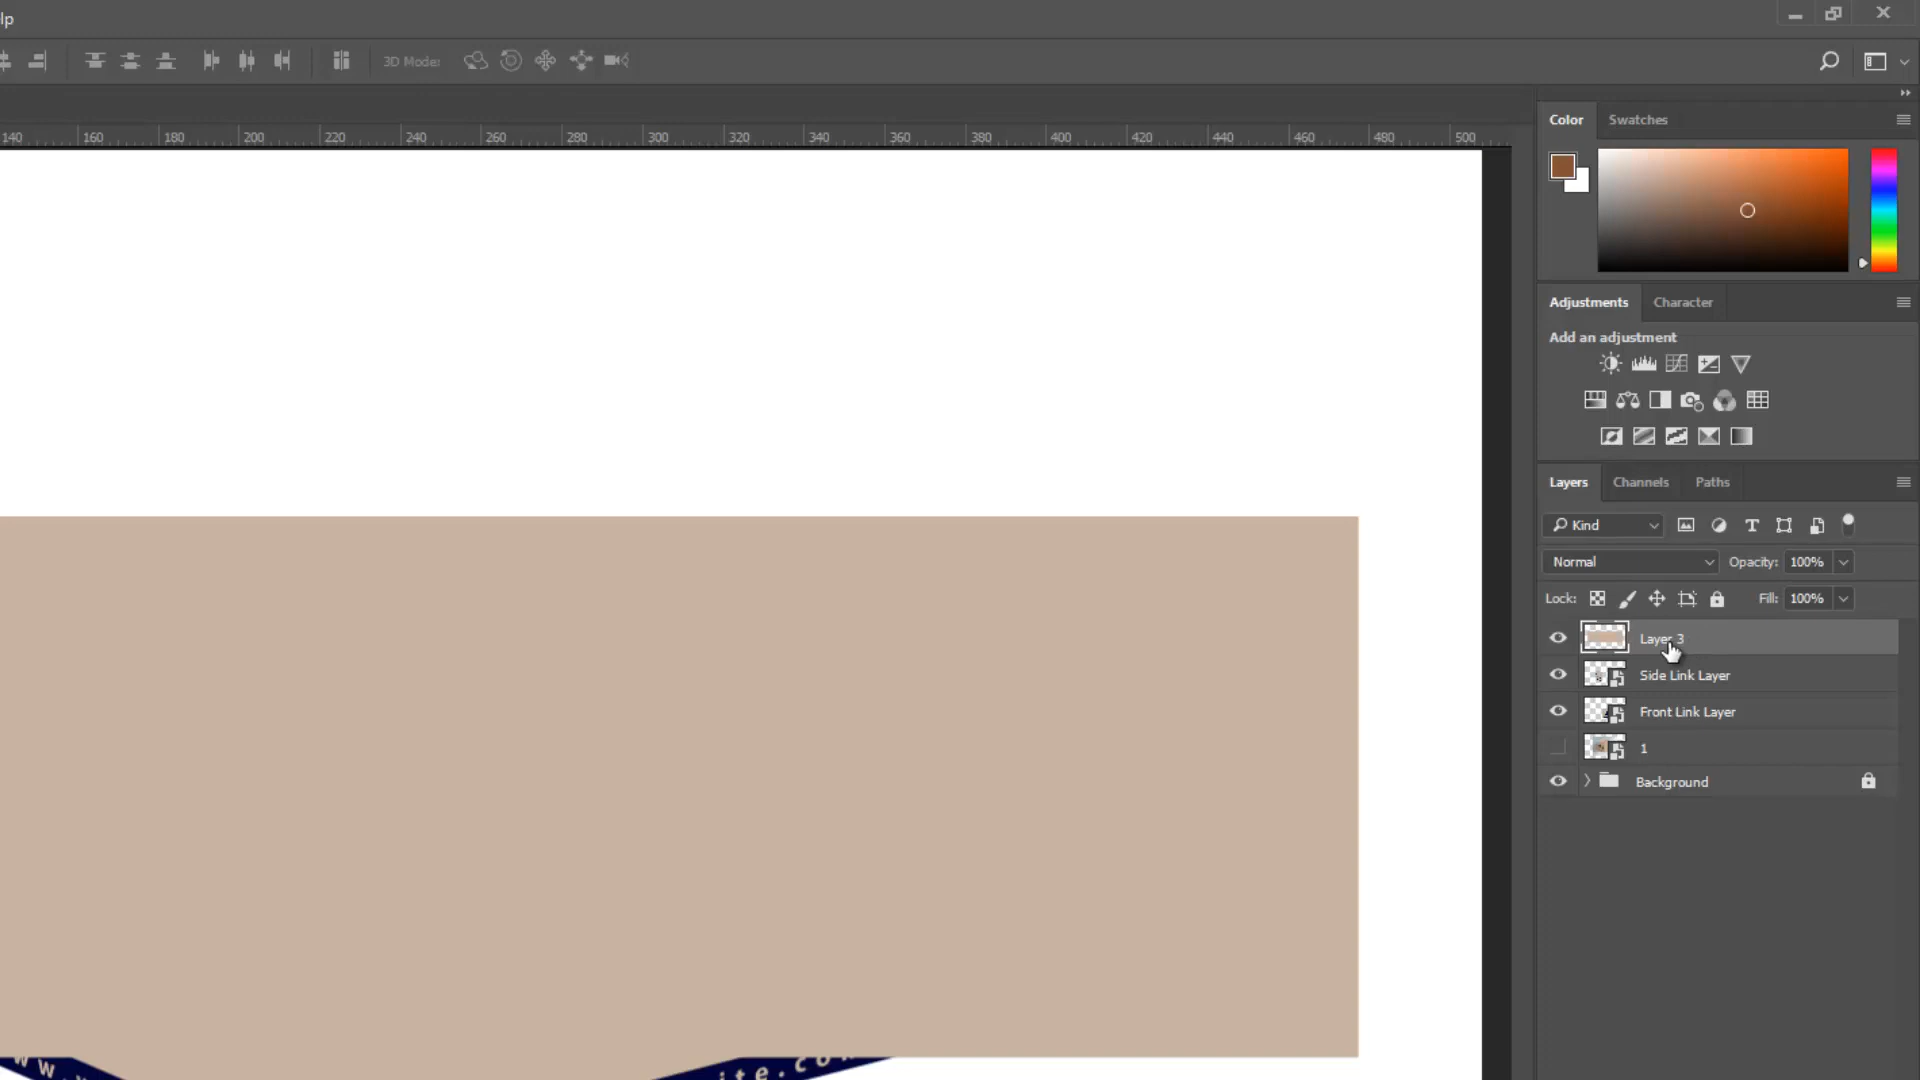 lp
3D Mode:
140 160 180 200 220 240 260 280 300 320 340 360 380 400 420 440 460 480 500
Color Swatches
Adjustments Character
Add an adjustment
Layers Channels Paths
Kind
Normal Opacity: 100%
Lock: Fill: 100%
Layer 3
Side Link Layer
Front Link Layer
1
Background
w w . ite.co